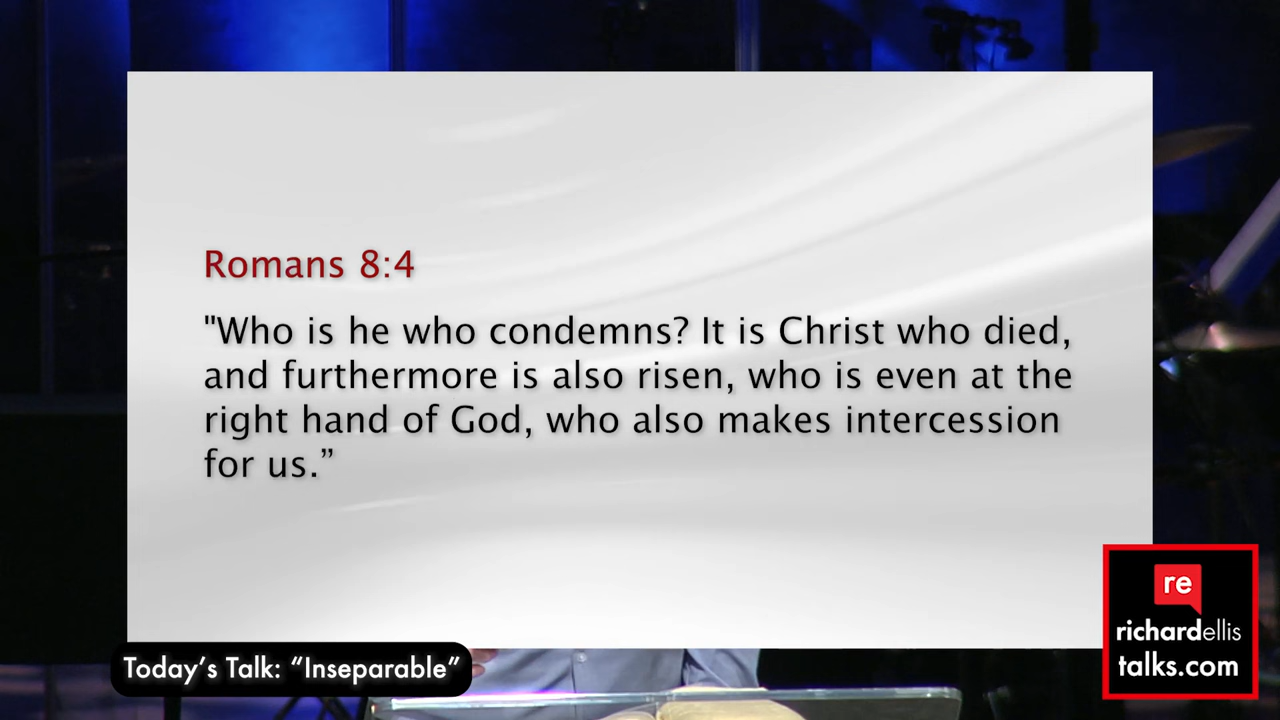 Romans 8:4
"Who is he who condemns? It is Christ who died,
and furthermore is also risen, who is even at the
right hand of God, who also makes intercession
for us.”
Today’s Talk: “Inseparable”
re
richardellis
talks.com